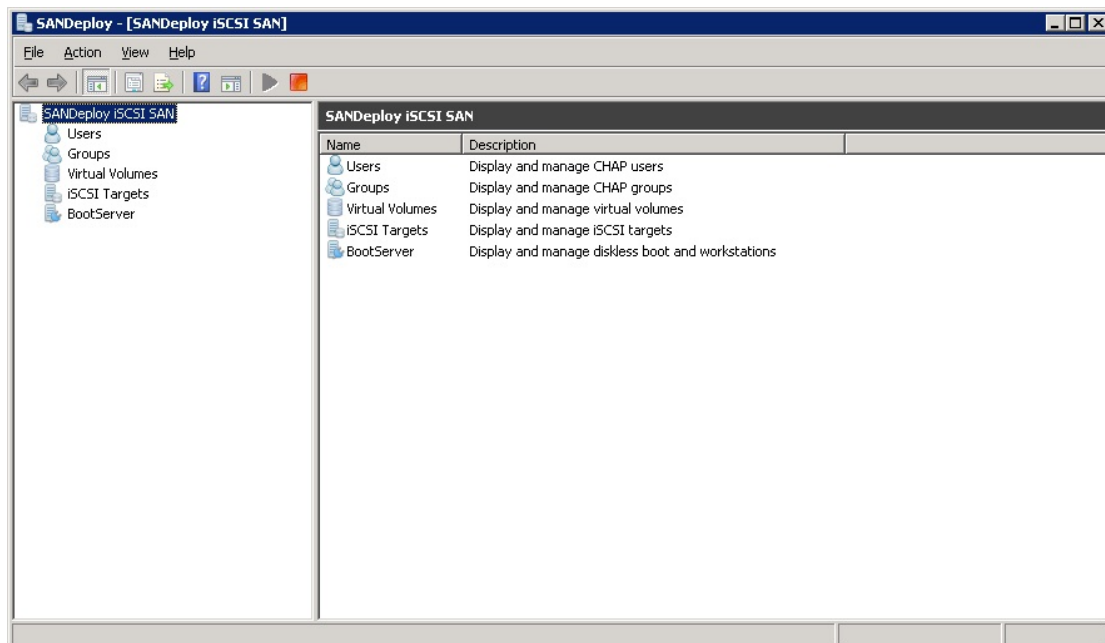 SANDeploy - [SANDeploy iSCSI SAN]
File Action View Help
SANDeploy iSCSI SAN
Users
Groups
Virtual Volumes
iSCSI Targets
BootServer
SANDeploy iSCSI SAN
Name Description
Users Display and manage CHAP users
Groups Display and manage CHAP groups
Virtual Volumes Display and manage virtual volumes
iSCSI Targets Display and manage iSCSI targets
BootServer Display and manage diskless boot and workstations